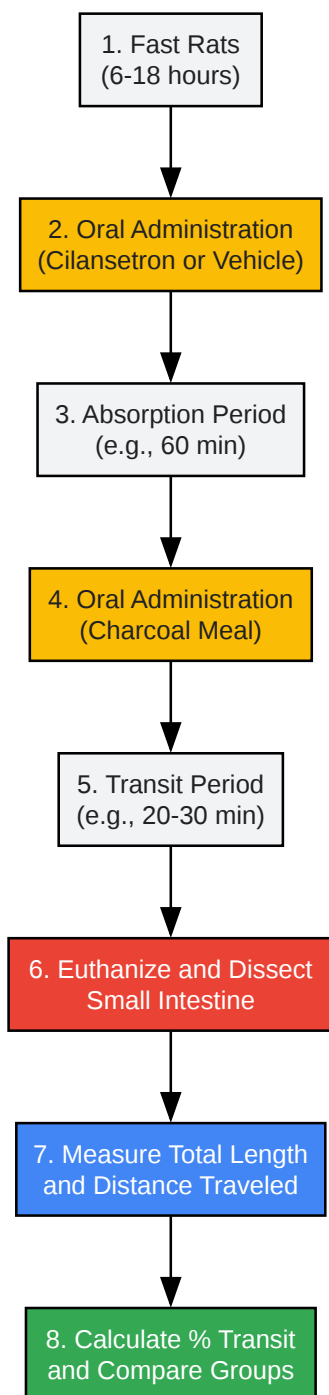 1. Fast Rats
(6-18 hours)
2. Oral Administration
(Cilansetron or Vehicle)
3. Absorption Period
(e.g., 60 min)
4. Oral Administration
(Charcoal Meal)
5. Transit Period
(e.g., 20-30 min)
6. Euthanize and Dissect
Small Intestine
7. Measure Total Length
and Distance Traveled
8. Calculate % Transit
and Compare Groups